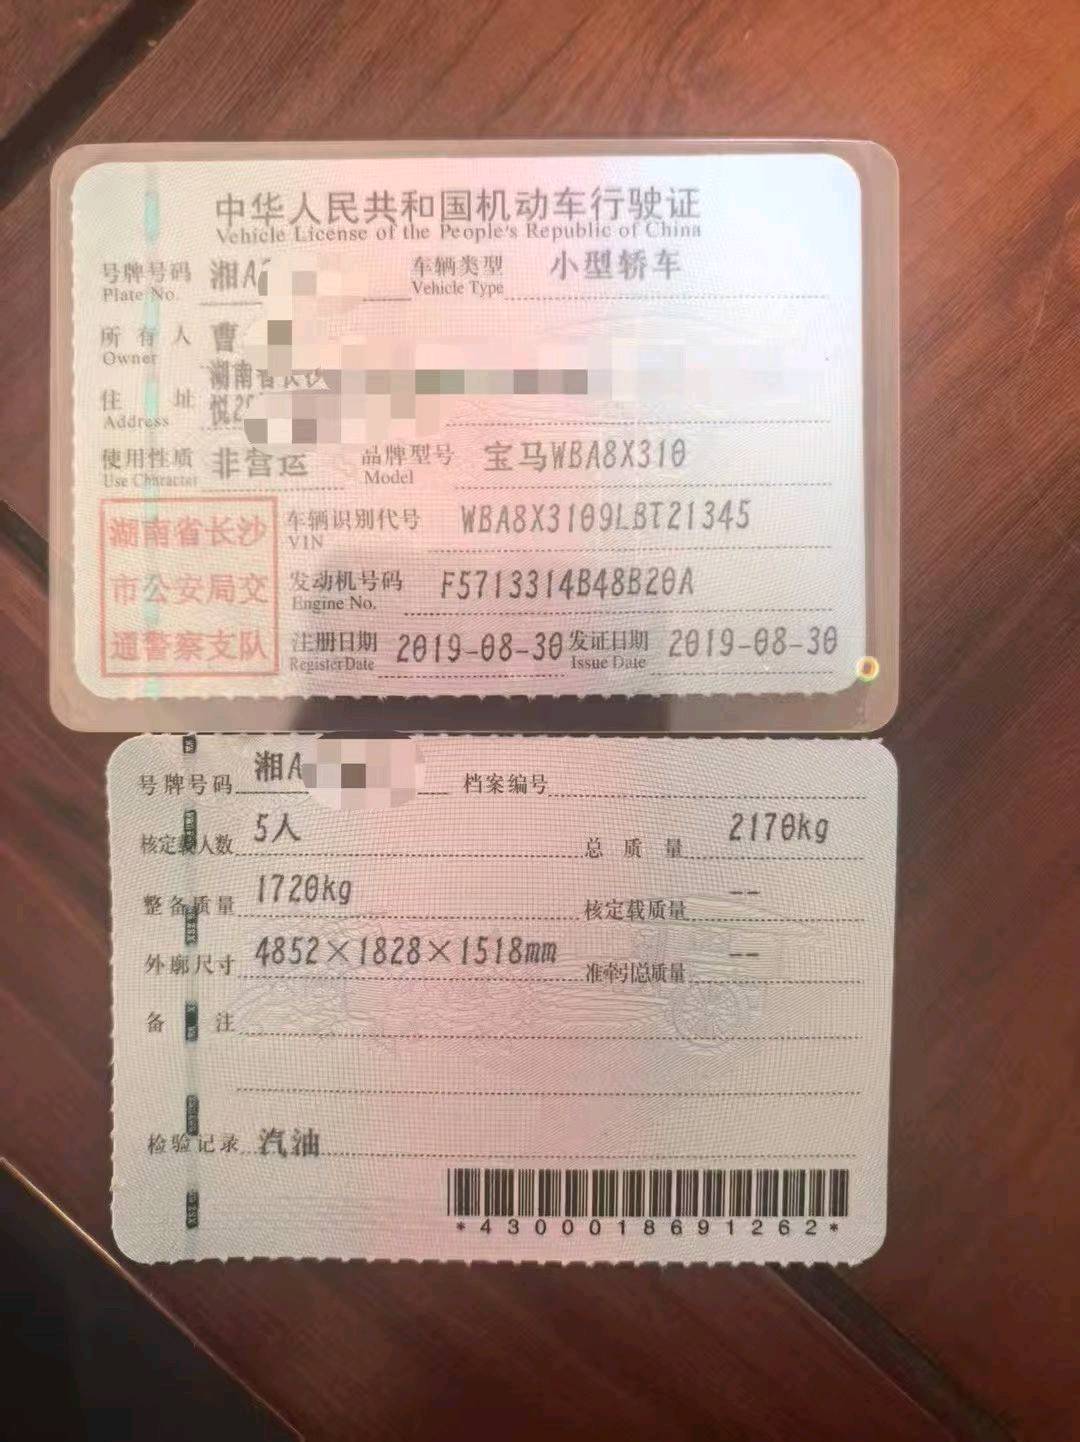 中华人民共和国机动车行驶证
Vehicle License of the People's Republic of China
号牌号码 湘A 车辆类型 小型轿车
Plate No. Vehicle Type
所有人 曹
Owner
湖南省长沙
住址 悦2
Address
使用性质 非营运 品牌型号 宝马WBA8X310
Use Character Model
湖南省长沙
市公安局交
通警察支队
车辆识别代号 WBA8X3109LBT21345
VIN
发动机号码 F5713314B48B20A
Engine No.
注册日期 2019-08-30 发证日期 2019-08-30
Register Date Issue Date
号牌号码 湘A 档案编号
核定载人数 5人 总质量 2170kg
整备质量 1720kg 核定载质量 --
外廓尺寸 4852×1828×1518mm 准牵引总质量 --
备注
检验记录 汽油
*4300018691262*